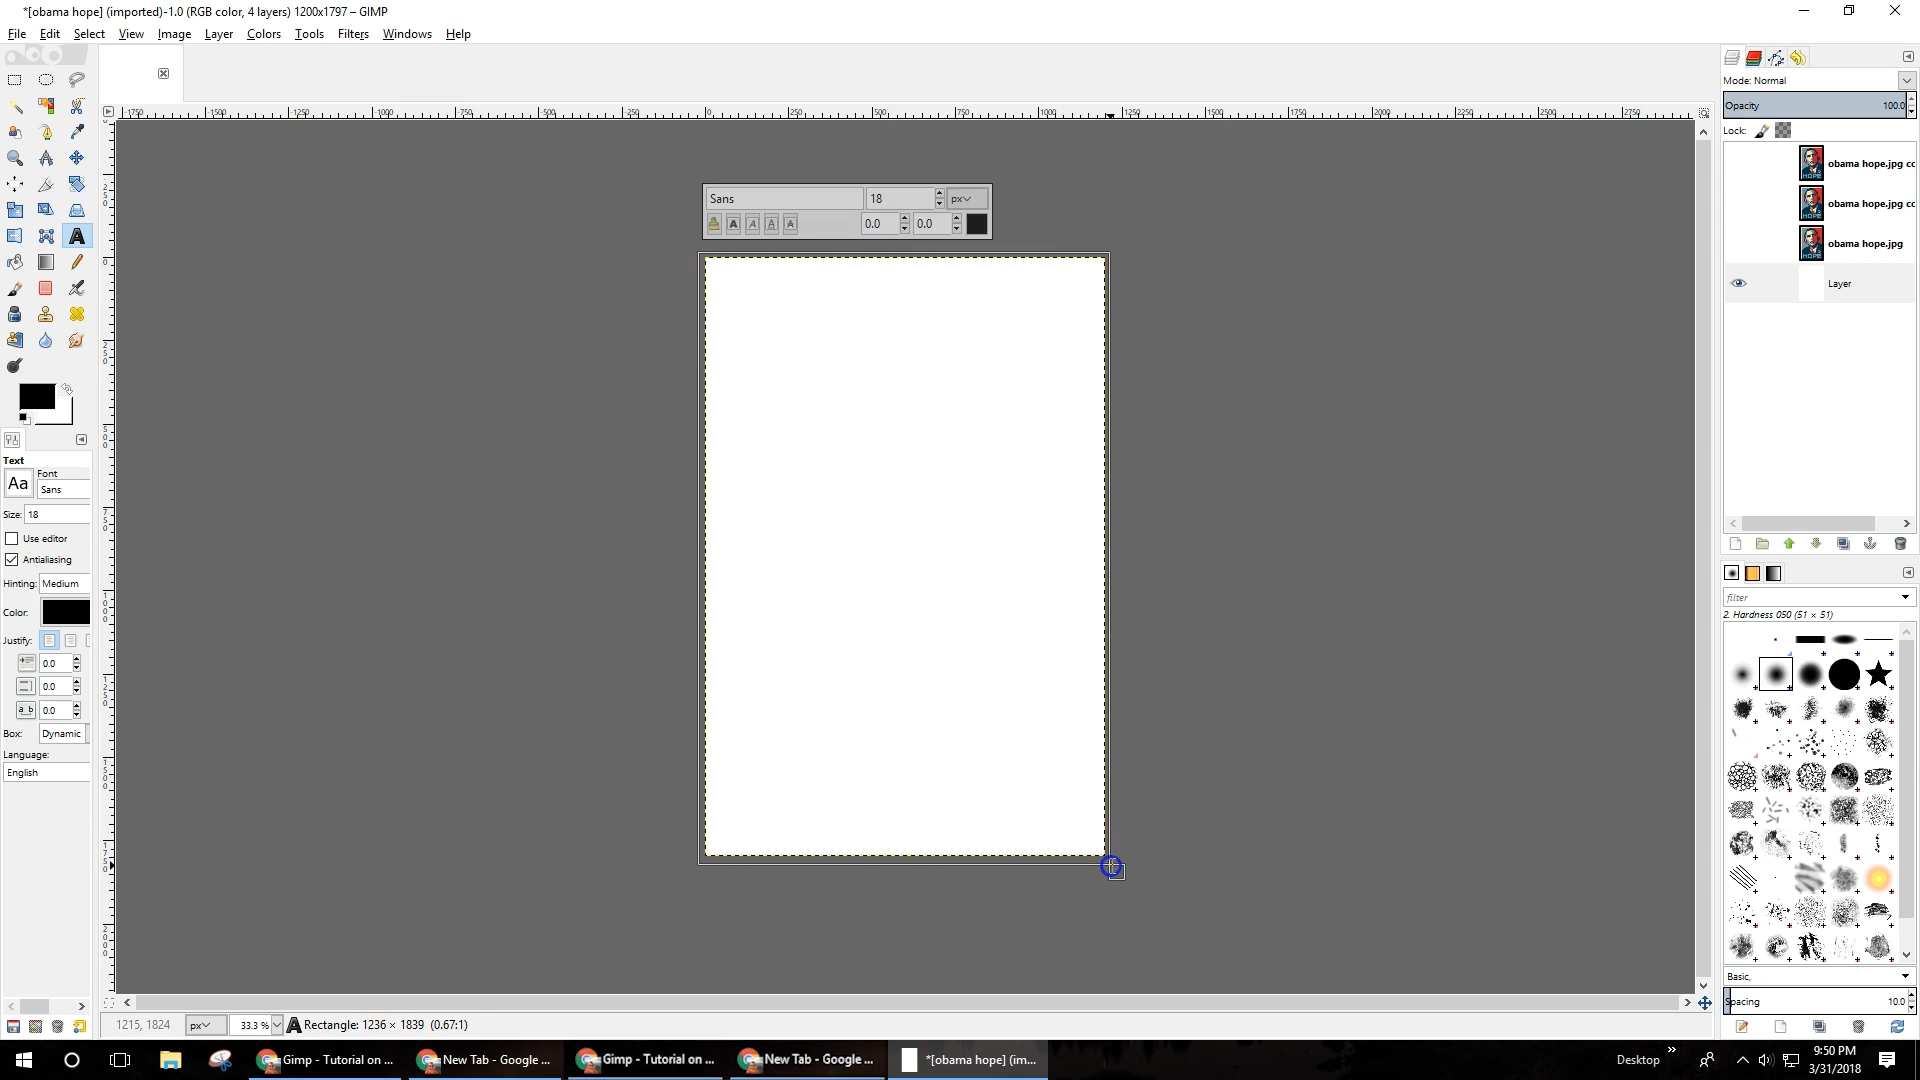 *[obama hope] (imported)-1.0 (RGB color, 4 layers) 1200x1797 – GIMP
File Edit Select View Image Layer Colors Tools Filters Windows Help
Mode: Normal
Opacity 100.0
Lock:
Sans 18 px
0.0 0.0
obama hope.jpg cc
obama hope.jpg cc
obama hope.jpg
Layer
Text
Aa
Font
Sans
Size: 18
Use editor
Antialiasing
Hinting: Medium
Color:
Justify:
0.0
0.0
a_b 0.0
Box: Dynamic
Language:
English
filter
2. Hardness 050 (51 × 51)
Basic,
Spacing 10.0
1215, 1824 px 33.3 % A Rectangle: 1236 × 1839 (0.67:1)
Gimp - Tutorial on ...
New Tab - Google ...
Gimp - Tutorial on ...
New Tab - Google ...
*[obama hope] (im...
Desktop
9:50 PM
3/31/2018